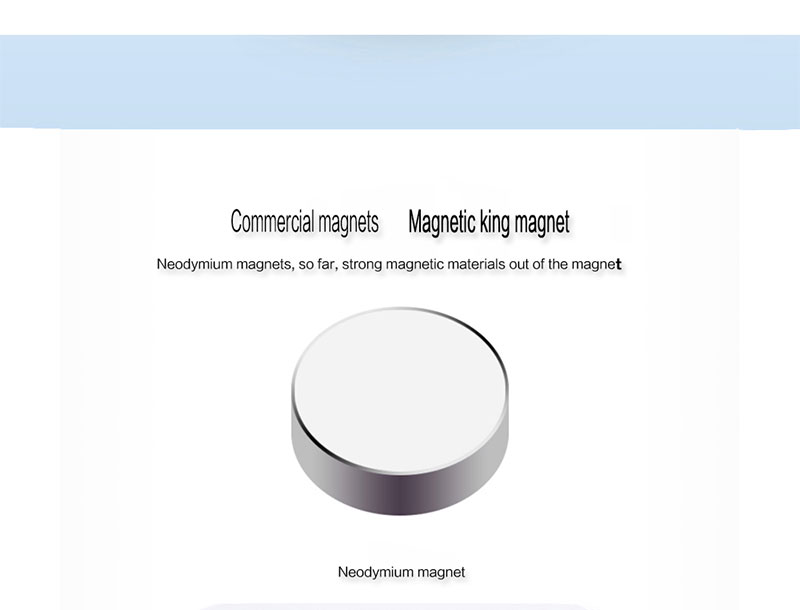 Commercial magnets Magnetic king magnet
Neodymium magnets, so far, strong magnetic materials out of the magnet
Neodymium magnet